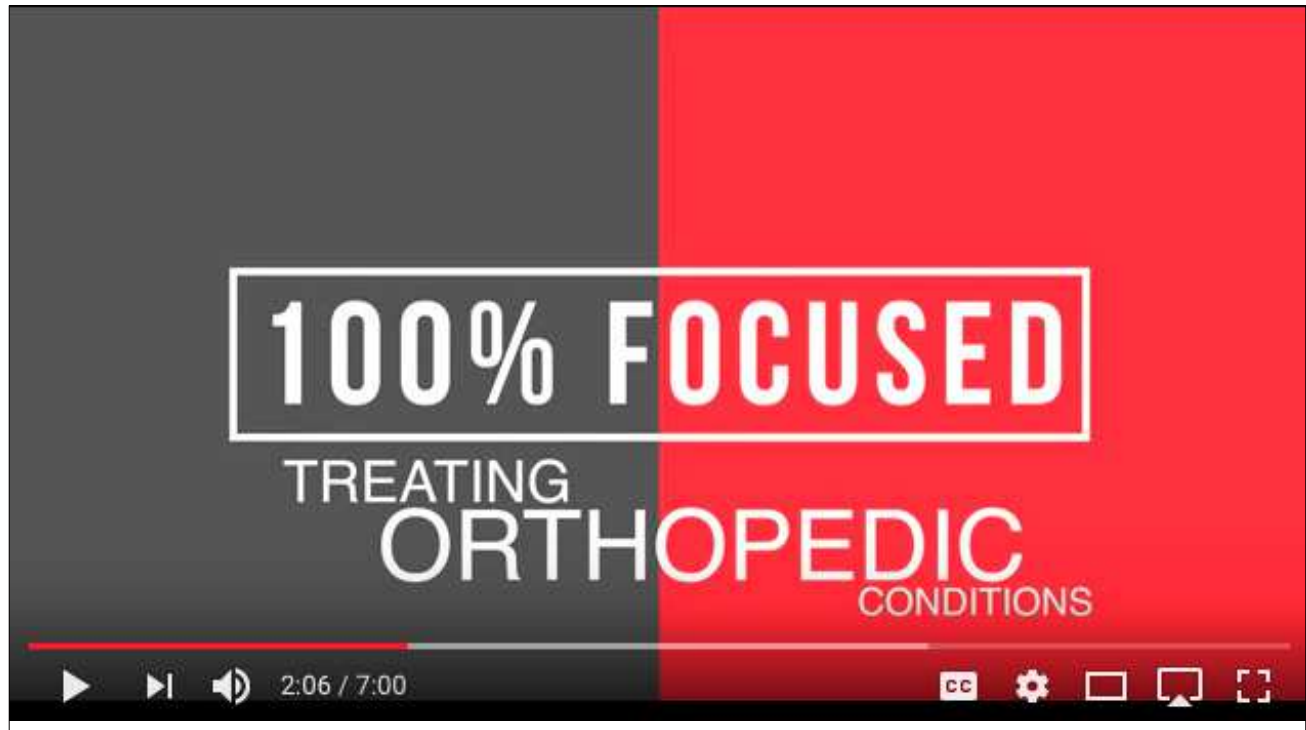 100% FOCUSED
TREATING
ORTHOPEDIC
CONDITIONS
2:06 / 7:00
CC